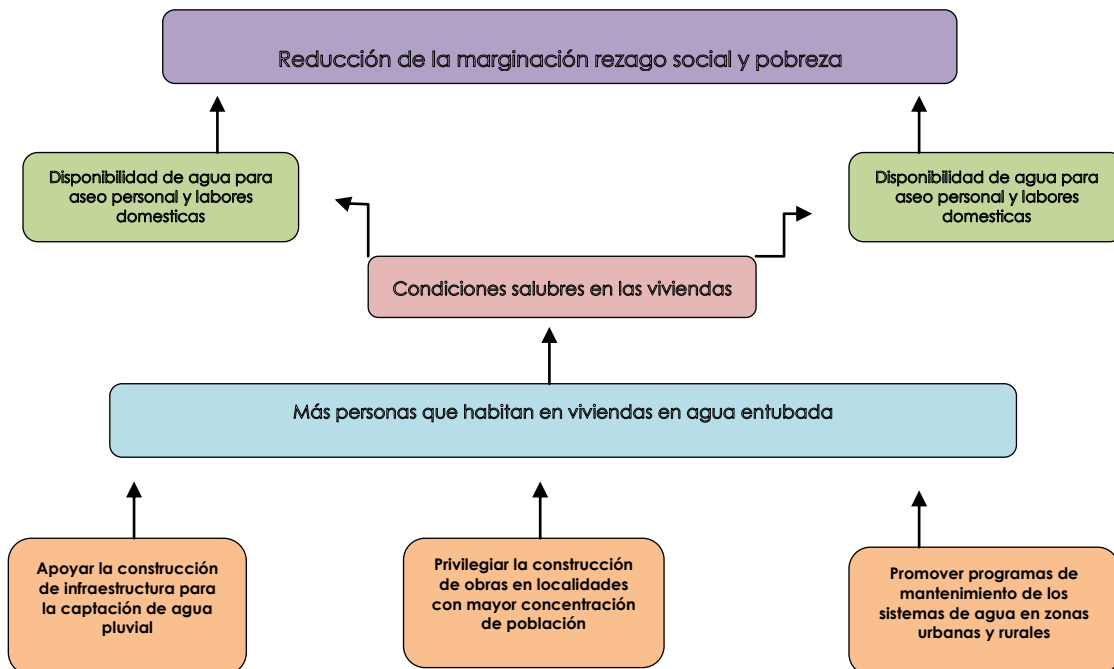 Reducción de la marginación rezago social y pobreza
Disponibilidad de agua para
aseo personal y labores
domesticas
Disponibilidad de agua para
aseo personal y labores
domesticas
Condiciones salubres en las viviendas
Más personas que habitan en viviendas en agua entubada
Apoyar la construcción
de infraestructura para
la captación de agua
pluvial
Privilegiar la construcción
de obras en localidades
con mayor concentración
de población
Promover programas de
mantenimiento de los
sistemas de agua en zonas
urbanas y rurales